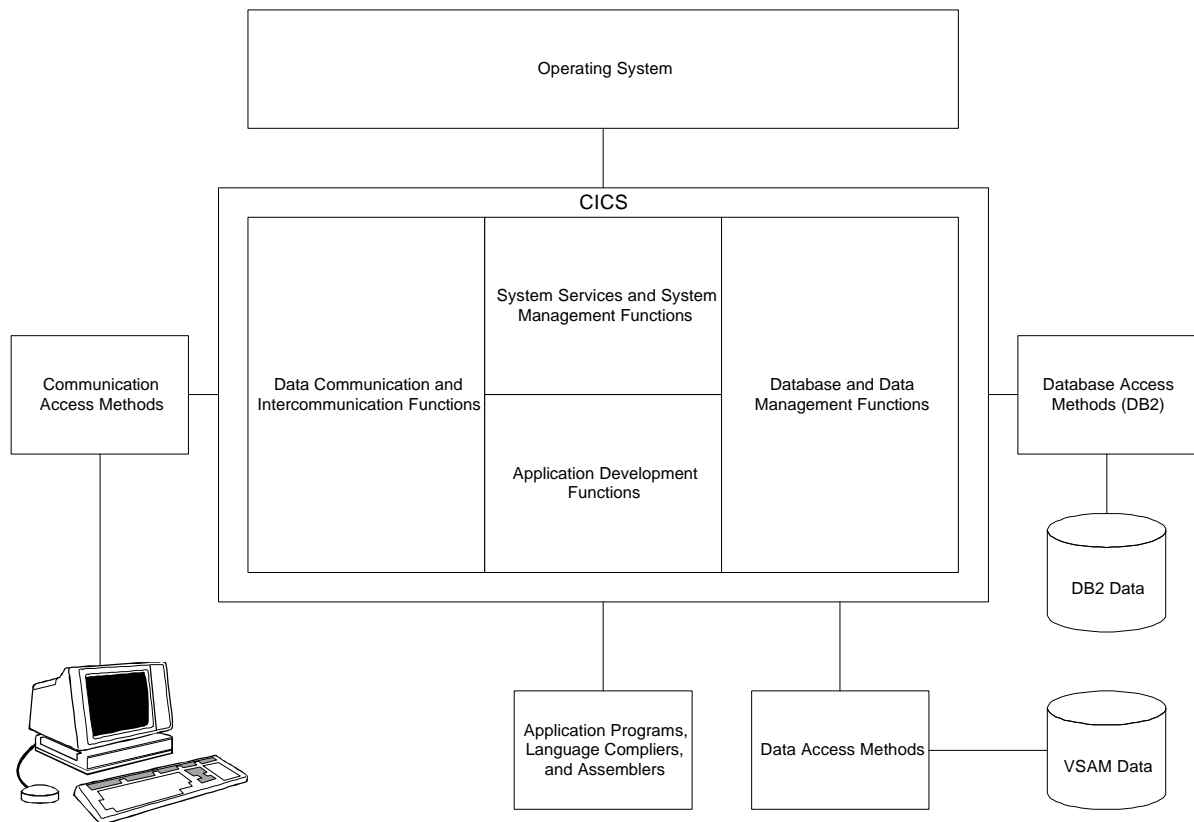 Operating System
CICS
System Services and System
Management Functions
Data Communication and
Intercommunication Functions
Database and Data
Management Functions
Application Development
Functions
Communication
Access Methods
Database Access
Methods (DB2)
DB2 Data
Application Programs,
Language Compliers,
and Assemblers
Data Access Methods
VSAM Data